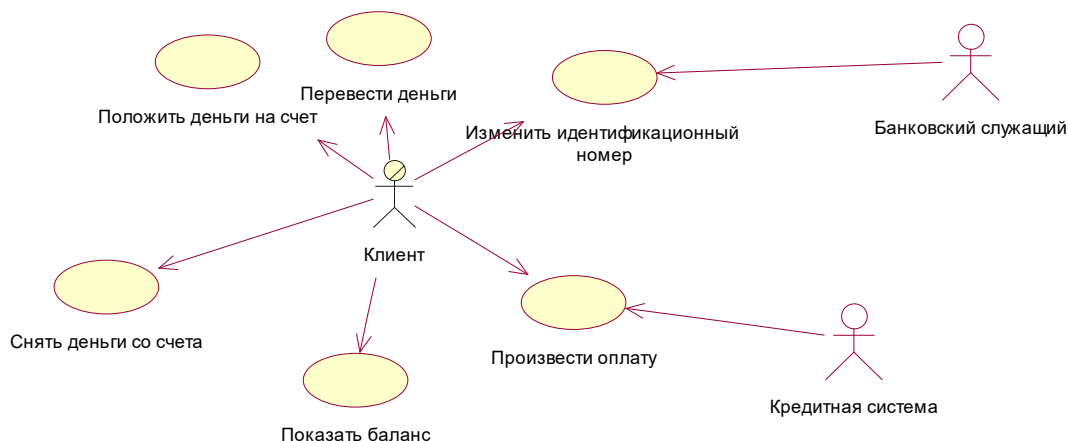 Перевести деньги
Положить деньги на счет
Изменить идентификационный
номер
Банковский служащий
Клиент
Снять деньги со счета
Произвести оплату
Кредитная система
Показать баланс